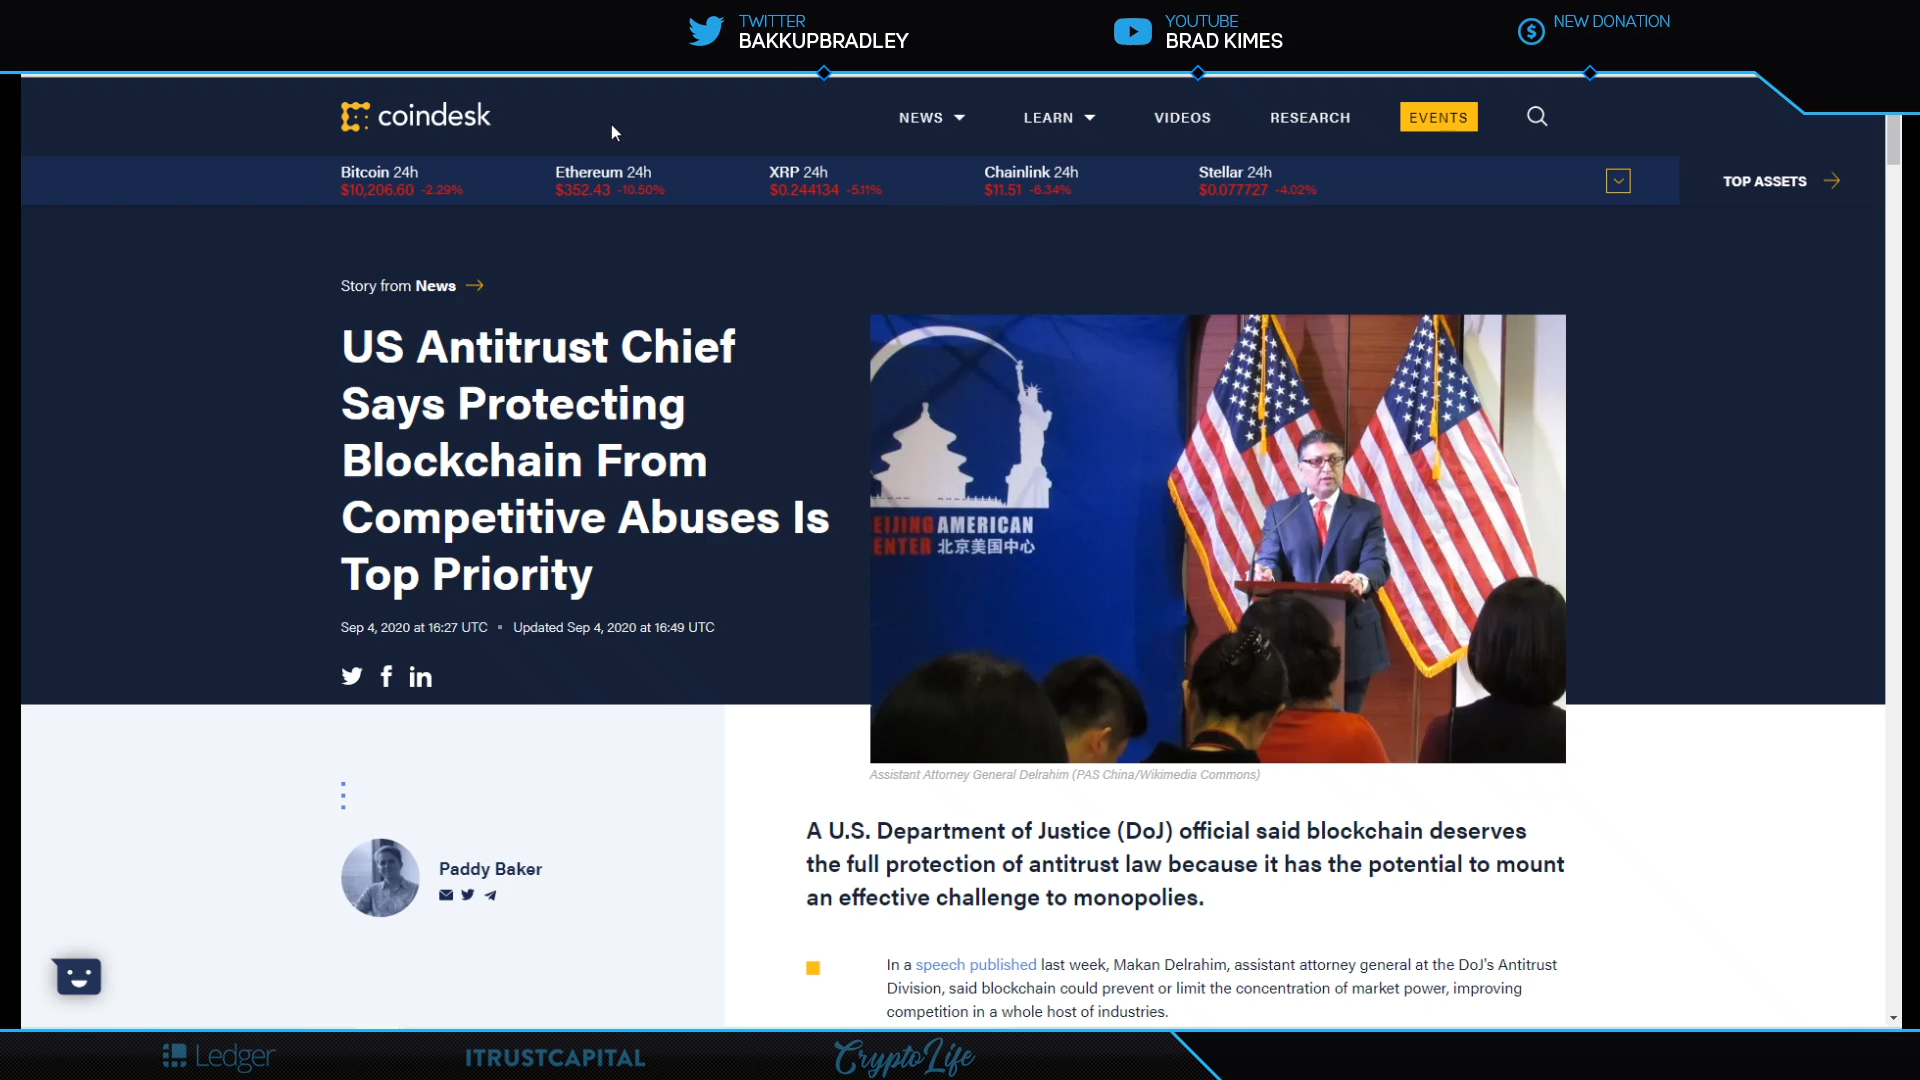 TWITTER
BAKKUPBRADLEY
YOUTUBE
BRAD KIMES
NEW DONATION
coindesk
NEWS
LEARN
VIDEOS
RESEARCH
EVENTS
Bitcoin 24h
$10,206.60 -2.29%
Ethereum 24h
$352.43 -10.50%
XRP 24h
$0.244134 -5.11%
Chainlink 24h
$11.51 -6.34%
Stellar 24h
$0.077727 -4.02%
TOP ASSETS
Story from News
US Antitrust Chief
Says Protecting
Blockchain From
Competitive Abuses Is
Top Priority
Sep 4, 2020 at 16:27 UTC ▪ Updated Sep 4, 2020 at 16:49 UTC
EIJING AMERICAN
ENTER 北京美国中心
Assistant Attorney General Delrahim (PAS China/Wikimedia Commons)
Paddy Baker
A U.S. Department of Justice (DoJ) official said blockchain deserves
the full protection of antitrust law because it has the potential to mount
an effective challenge to monopolies.
In a speech published last week, Makan Delrahim, assistant attorney general at the DoJ's Antitrust
Division, said blockchain could prevent or limit the concentration of market power, improving
competition in a whole host of industries.
Ledger
ITRUSTCAPITAL
CryptoLife